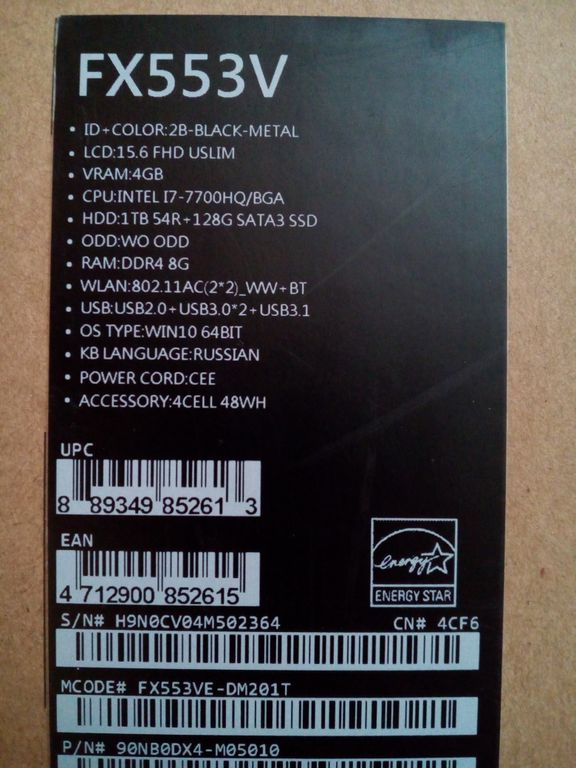 FX553V
• ID+COLOR:2B-BLACK-METAL
• LCD:15.6 FHD USLIM
• VRAM:4GB
• CPU:INTEL I7-7700HQ/BGA
• HDD:1TB 54R+128G SATA3 SSD
• ODD:WO ODD
• RAM:DDR4 8G
• WLAN:802.11AC(2*2)_WW+BT
• USB:USB2.0+USB3.0*2+USB3.1
• OS TYPE:WIN10 64BIT
• KB LANGUAGE:RUSSIAN
• POWER CORD:CEE
• ACCESSORY:4CELL 48WH
UPC
8 89349 85261 3
EAN
4 712900 852615
energy
ENERGY STAR
S/N# H9N0CV04M502364 CN# 4CF6
MCODE# FX553VE-DM201T
P/N# 90NB0DX4-M05010